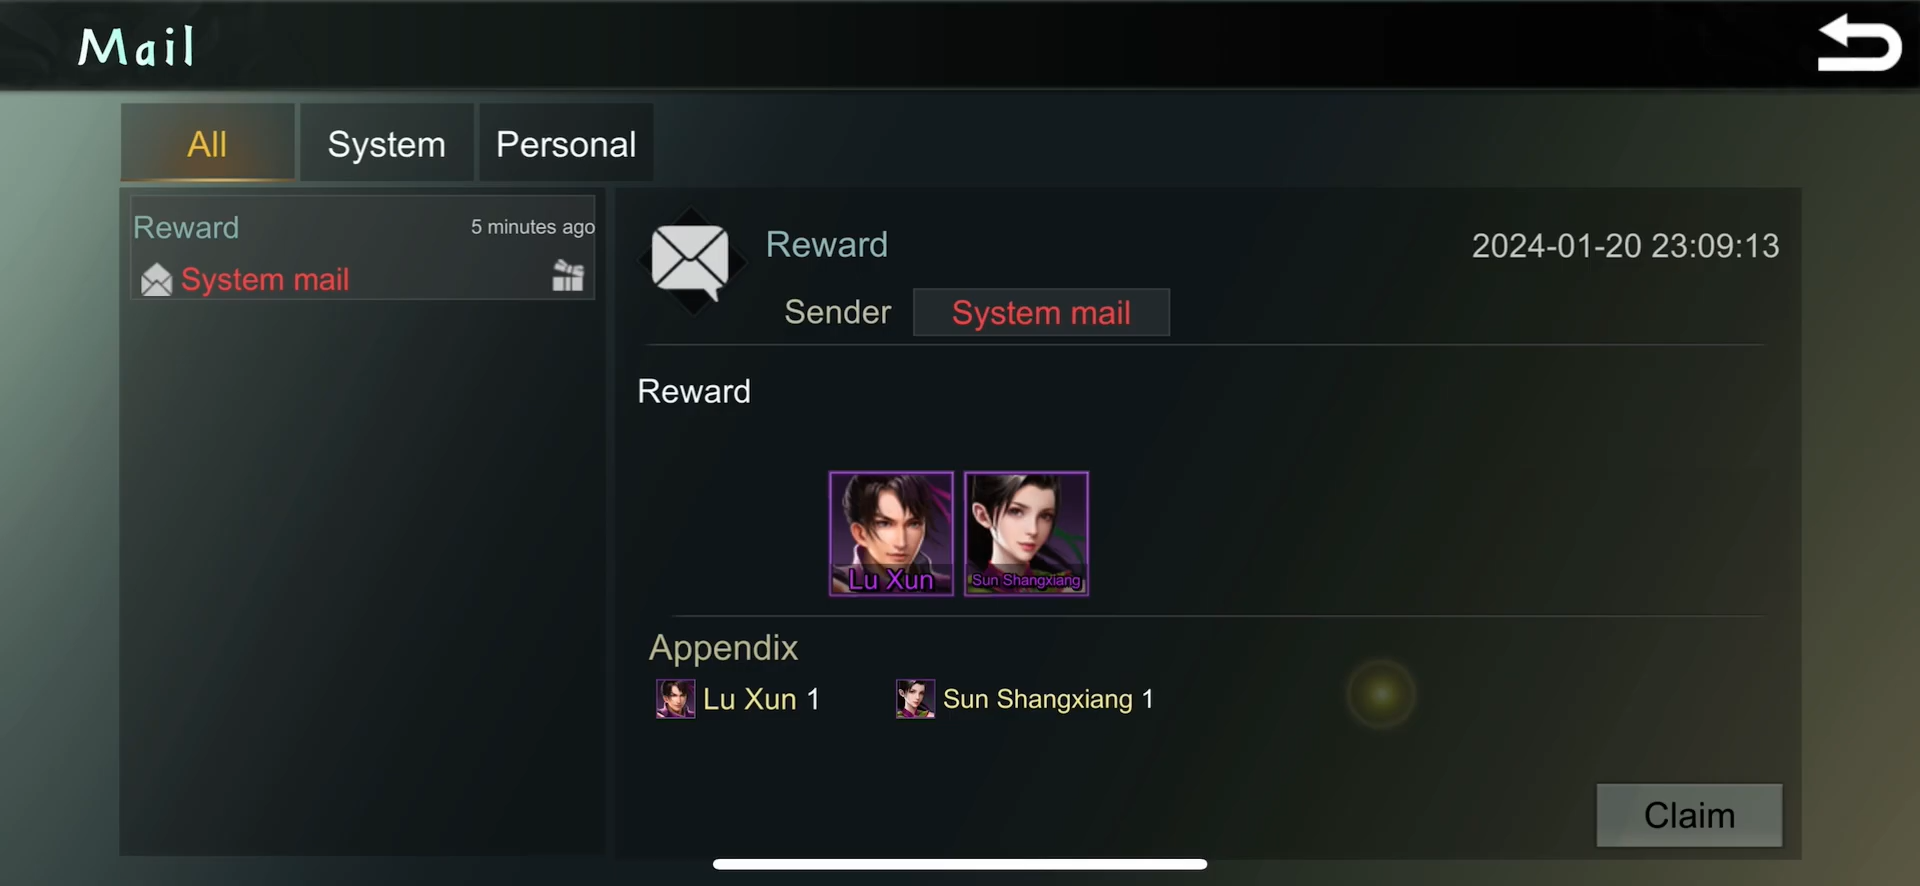 Mail
All System Personal
Reward 5 minutes ago
System mail
Reward 2024-01-20 23:09:13
Sender System mail
Reward
Lu Xun Sun Shangxiang
Appendix
Lu Xun 1 Sun Shangxiang 1
Claim